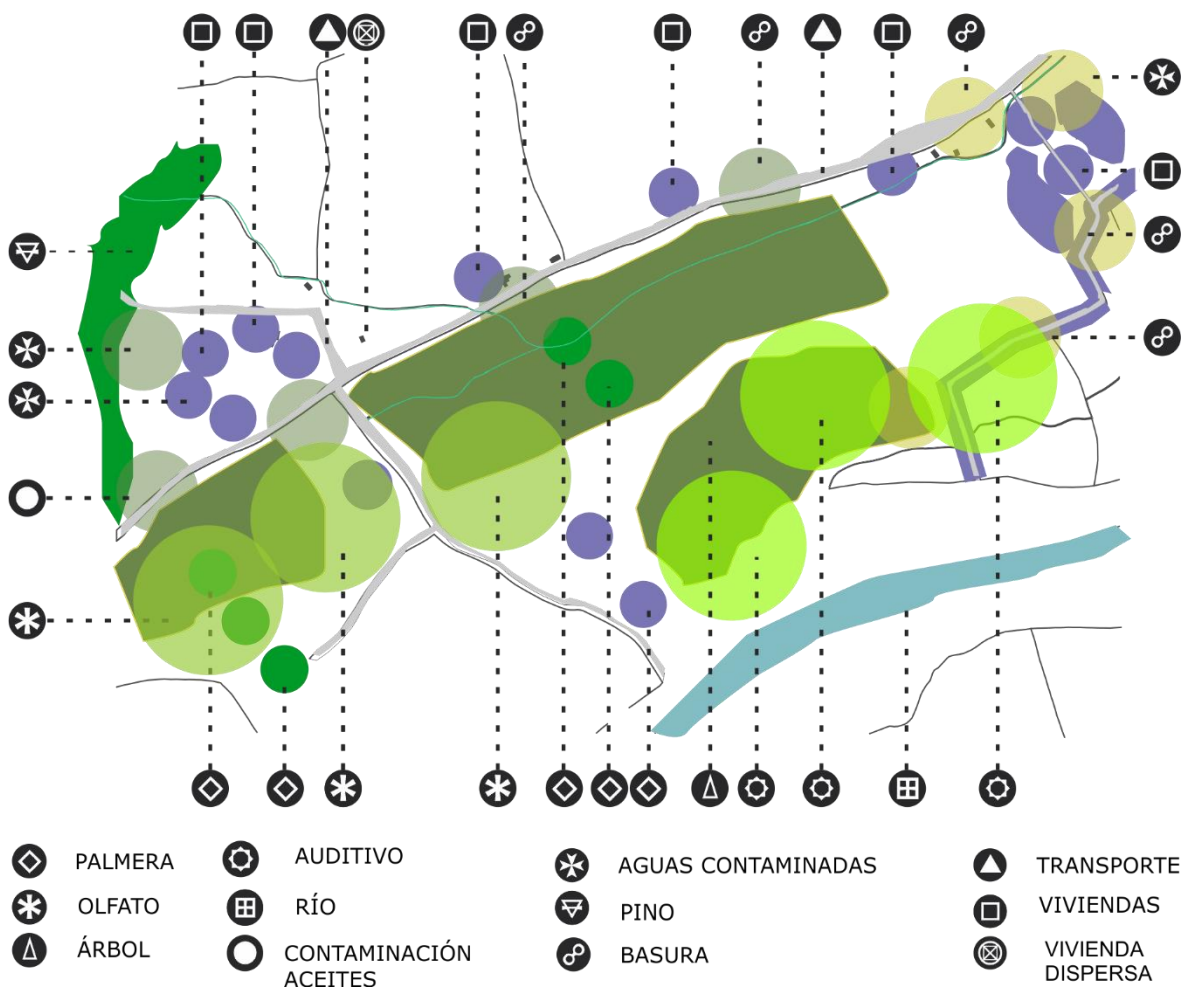 PALMERA
AUDITIVO
AGUAS CONTAMINADAS
TRANSPORTE
OLFATO
RÍO
PINO
VIVIENDAS
ÁRBOL
CONTAMINACIÓN
ACEITES
BASURA
VIVIENDA
DISPERSA